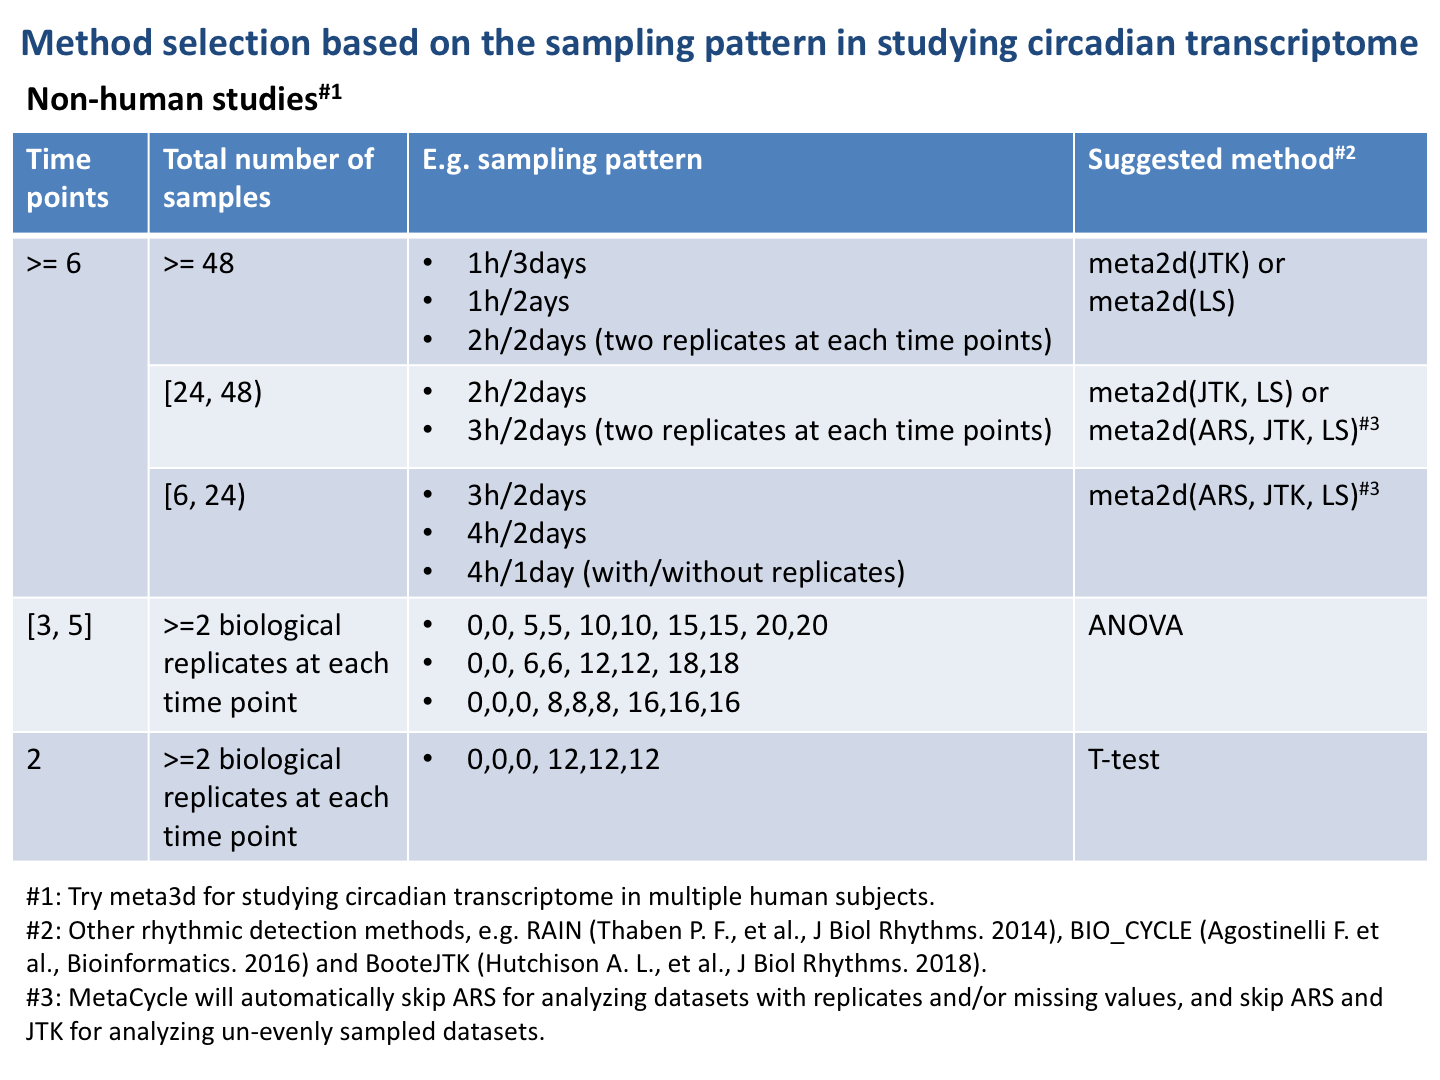 Method selection based on the sampling pattern in studying circadian transcriptome
Non-human studies#1
Time points
Total number of samples
E.g. sampling pattern
Suggested method#2
>= 6
>= 48
• 1h/3days
• 1h/2ays
• 2h/2days (two replicates at each time points)
meta2d(JTK) or
meta2d(LS)
[24, 48)
• 2h/2days
• 3h/2days (two replicates at each time points)
meta2d(JTK, LS) or
meta2d(ARS, JTK, LS)#3
[6, 24)
• 3h/2days
• 4h/2days
• 4h/1day (with/without replicates)
meta2d(ARS, JTK, LS)#3
[3, 5]
>=2 biological
replicates at each
time point
• 0,0, 5,5, 10,10, 15,15, 20,20
• 0,0, 6,6, 12,12, 18,18
• 0,0,0, 8,8,8, 16,16,16
ANOVA
2
>=2 biological
replicates at each
time point
• 0,0,0, 12,12,12
T-test
#1: Try meta3d for studying circadian transcriptome in multiple human subjects.
#2: Other rhythmic detection methods, e.g. RAIN (Thaben P. F., et al., J Biol Rhythms. 2014), BIO_CYCLE (Agostinelli F. et
al., Bioinformatics. 2016) and BooteJTK (Hutchison A. L., et al., J Biol Rhythms. 2018).
#3: MetaCycle will automatically skip ARS for analyzing datasets with replicates and/or missing values, and skip ARS and
JTK for analyzing un-evenly sampled datasets.